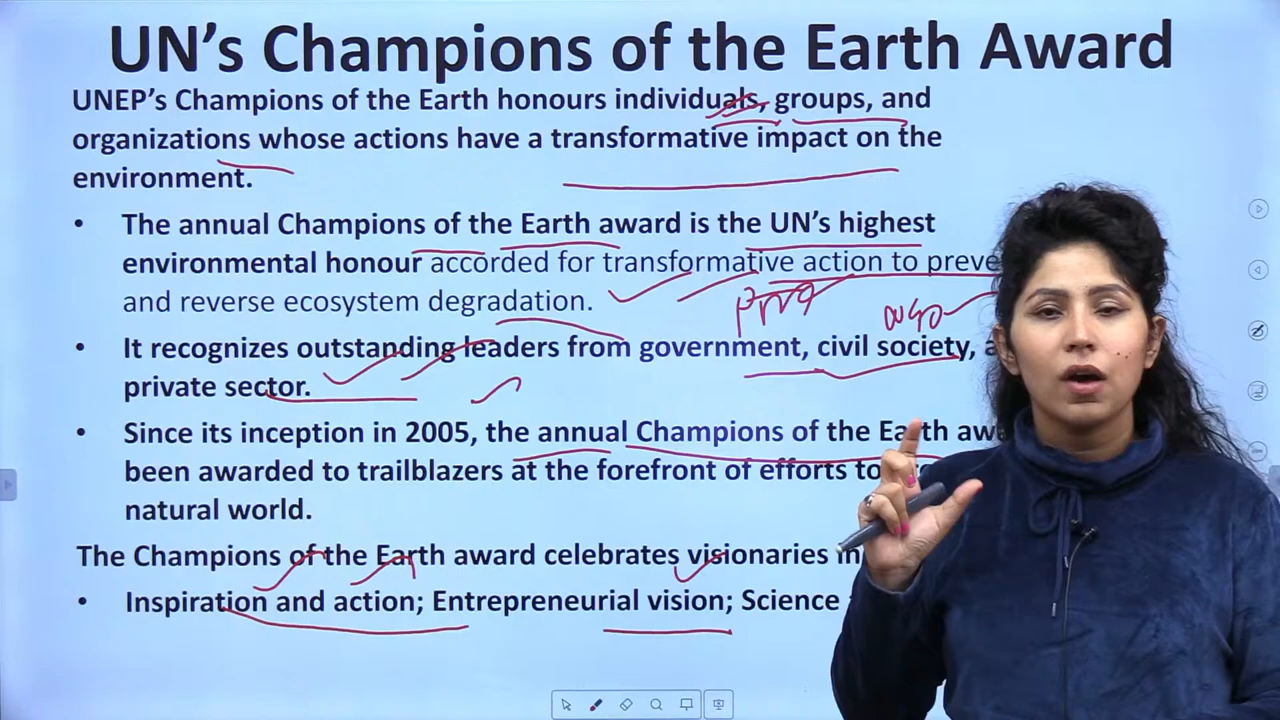 UN's Champions of the Earth Award
UNEP's Champions of the Earth honours individuals, groups, and
organizations whose actions have a transformative impact on the
environment.
• The annual Champions of the Earth award is the UN's highest
environmental honour accorded for transformative action to preve
and reverse ecosystem degradation.
NGO
• It recognizes outstanding leaders from government, civil society, a
private sector.
• Since its inception in 2005, the annual Champions of the Earth aw
been awarded to trailblazers at the forefront of efforts to
natural world.
The Champions of the Earth award celebrates visionaries in
• Inspiration and action; Entrepreneurial vision; Science